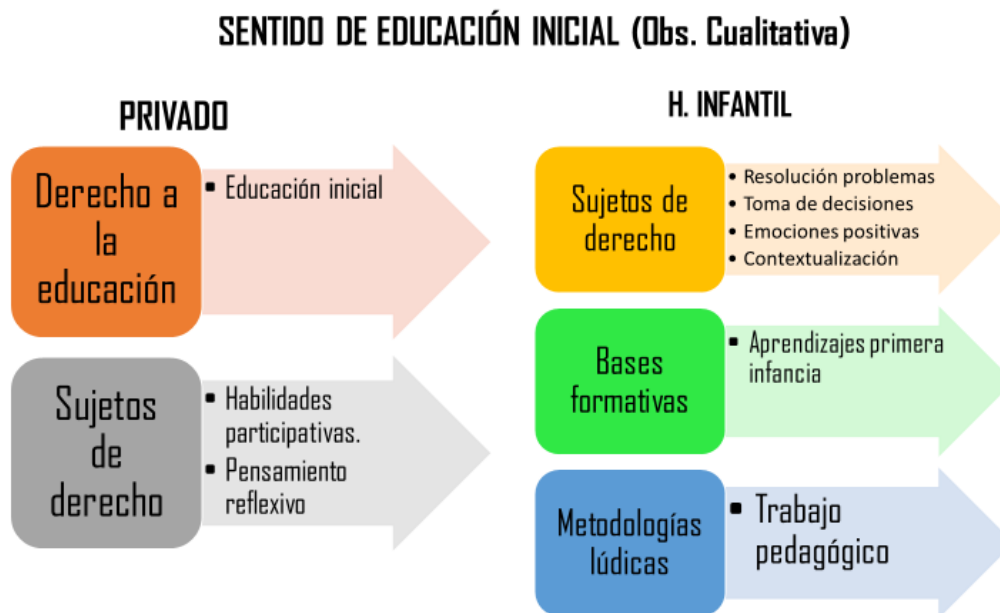 SENTIDO DE EDUCACIÓN INICIAL (Obs. Cualitativa)
PRIVADO
Derecho a
la
educación
▪ Educación inicial
Sujetos
de
derecho
▪ Habilidades
participativas.
▪ Pensamiento
reflexivo
H. INFANTIL
Sujetos de
derecho
• Resolución problemas
• Toma de decisiones
• Emociones positivas
• Contextualización
Bases
formativas
▪ Aprendizajes primera
infancia
Metodologías
lúdicas
▪ Trabajo
pedagógico